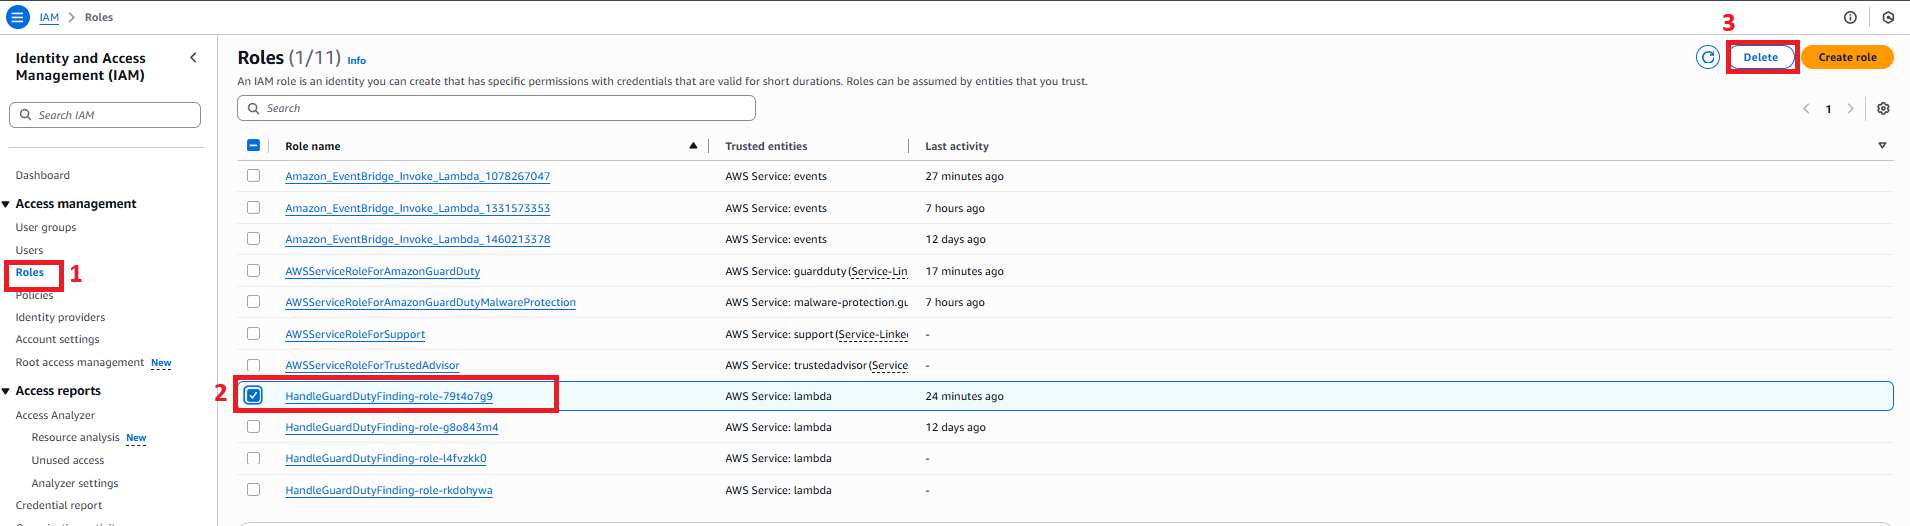 IAM > Roles
Identity and Access
Management (IAM)
Search IAM
Dashboard
Access management
User groups
Users
Roles
1
Policies
Identity providers
Account settings
Root access management New
Access reports
Access Analyzer
Resource analysis New
Unused access
Analyzer settings
Credential report
3
Roles (1/11) Info
Delete
Create role
An IAM role is an identity you can create that has specific permissions with credentials that are valid for short durations. Roles can be assumed by entities that you trust.
Search
1
Role name Trusted entities Last activity
Amazon_EventBridge_Invoke_Lambda_1078267047 AWS Service: events 27 minutes ago
Amazon_EventBridge_Invoke_Lambda_1331573353 AWS Service: events 7 hours ago
Amazon_EventBridge_Invoke_Lambda_1460213378 AWS Service: events 12 days ago
AWSServiceRoleForAmazonGuardDuty AWS Service: guardduty (Service-Lin 17 minutes ago
AWSServiceRoleForAmazonGuardDutyMalwareProtection AWS Service: malware-protection.gu 7 hours ago
AWSServiceRoleForSupport AWS Service: support (Service-Linke -
AWSServiceRoleForTrustedAdvisor AWS Service: trustedadvisor (Service -
2
HandleGuardDutyFinding-role-79t4o7g9 AWS Service: lambda 24 minutes ago
HandleGuardDutyFinding-role-g8o843m4 AWS Service: lambda 12 days ago
HandleGuardDutyFinding-role-l4fvzkk0 AWS Service: lambda -
HandleGuardDutyFinding-role-rkdohywa AWS Service: lambda -